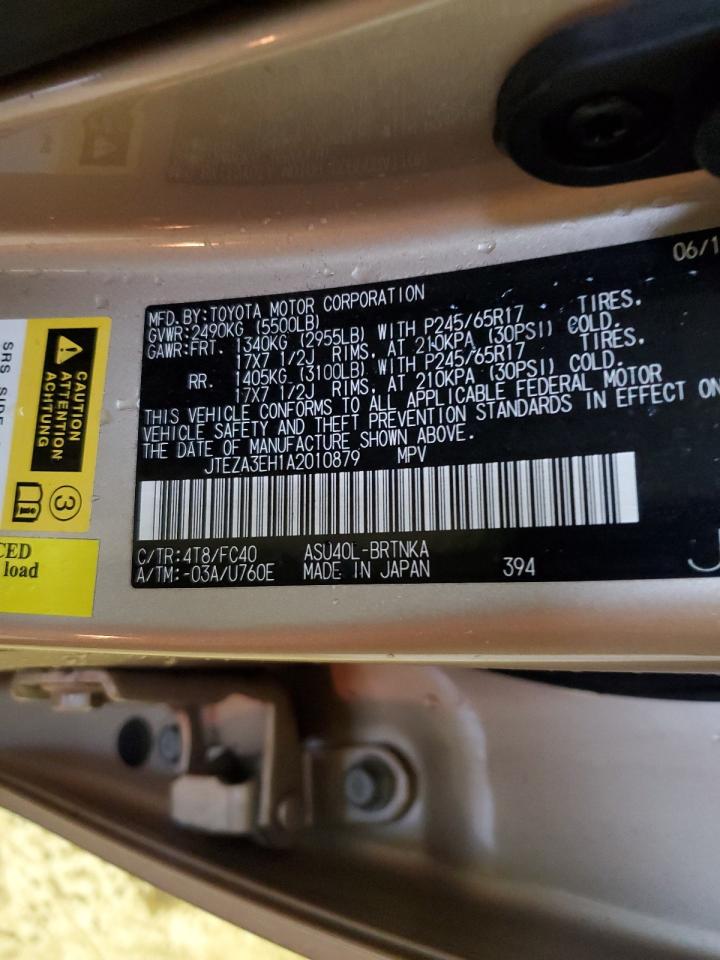 06/1
MFD. BY: TOYOTA MOTOR CORPORATION
GVWR: 2490KG (5500LB)
GAWR: FRT. 1340KG (2955LB) WITH P245/65R17 TIRES.
17X7 1/2J RIMS, AT 210KPA (30PSI) COLD.
RR. 1405KG (3100LB) WITH P245/65R17 TIRES.
17X7 1/2J RIMS, AT 210KPA (30PSI) COLD.
THIS VEHICLE CONFORMS TO ALL APPLICABLE FEDERAL MOTOR
VEHICLE SAFETY AND THEFT PREVENTION STANDARDS IN EFFECT ON
THE DATE OF MANUFACTURE SHOWN ABOVE.
JTEZA3EH1A2010879 MPV
C/TR: 4T8/FC40 ASU40L-BRTNKA
A/TM: -03A/U760E MADE IN JAPAN 394
J
CAUTION
ATTENTION
ACHTUNG
3
SRS SIDE
CED
load